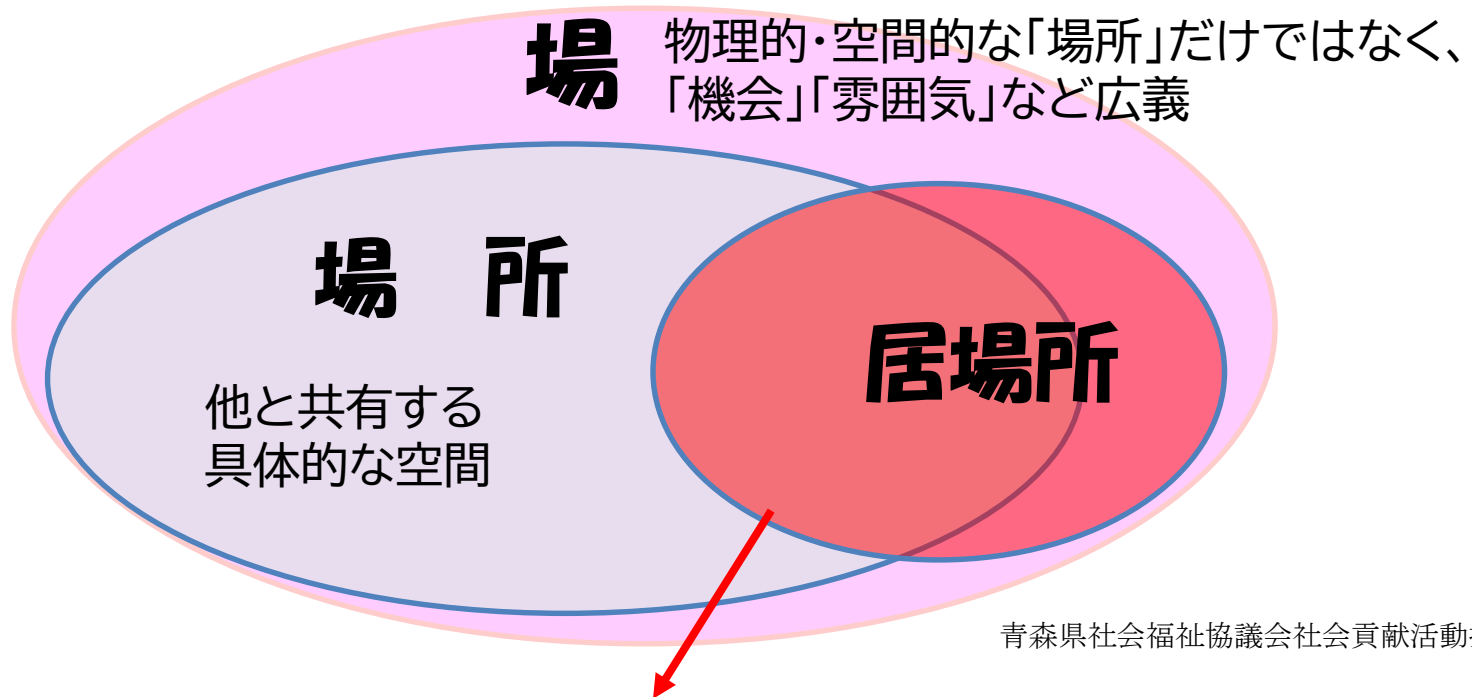 場
物理的・空間的な「場所」だけではなく、
「機会」「雰囲気」など広義
場　所
居場所
他と共有する
具体的な空間
青森県社会福祉協議会社会貢献活動